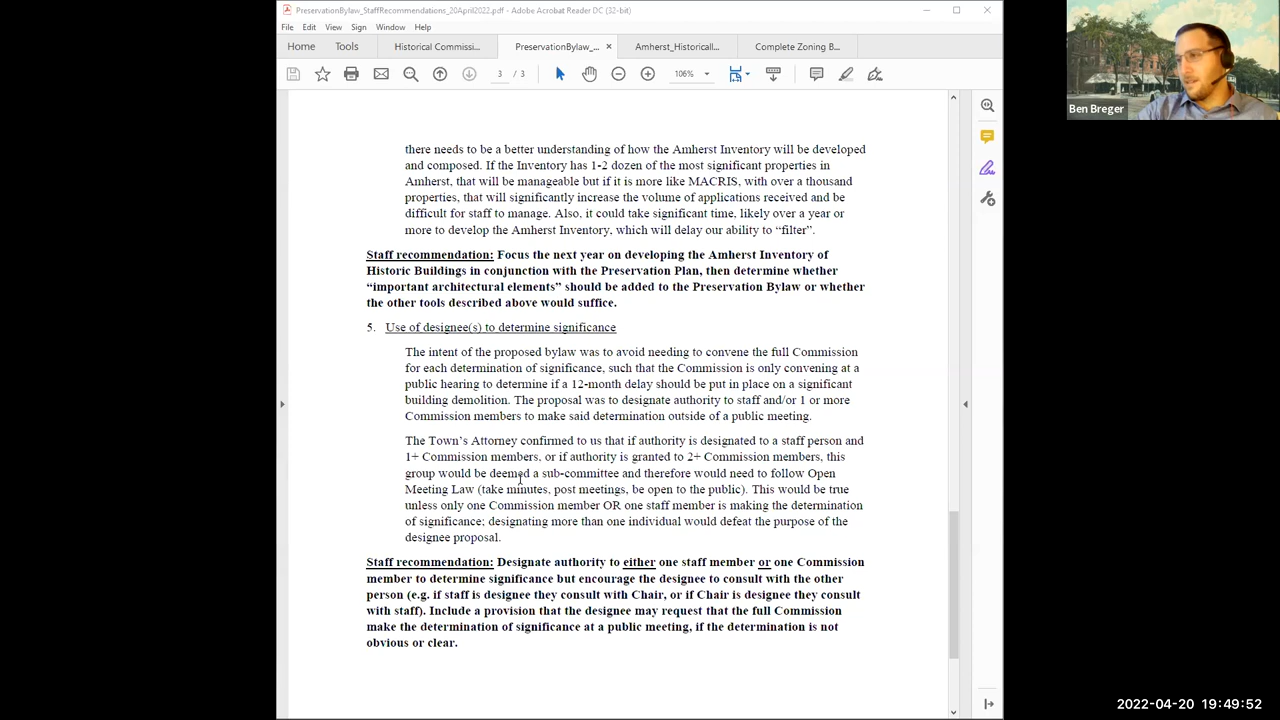 PreservationBylaw_StaffRecommendations_20April2022.pdf - Adobe Acrobat Reader DC (32-bit)
File Edit View Sign Window Help
Home Tools Historical Commissi... PreservationBylaw_... × Amherst_Historicall... Complete Zoning B...
3 / 3 106%
Ben Breger
there needs to be a better understanding of how the Amherst Inventory will be developed
and composed. If the Inventory has 1-2 dozen of the most significant properties in
Amherst, that will be manageable but if it is more like MACRIS, with over a thousand
properties, that will significantly increase the volume of applications received and be
difficult for staff to manage. Also, it could take significant time, likely over a year or
more to develop the Amherst Inventory, which will delay our ability to “filter”.
Staff recommendation: Focus the next year on developing the Amherst Inventory of
Historic Buildings in conjunction with the Preservation Plan, then determine whether
“important architectural elements” should be added to the Preservation Bylaw or whether
the other tools described above would suffice.
5. Use of designee(s) to determine significance
The intent of the proposed bylaw was to avoid needing to convene the full Commission
for each determination of significance, such that the Commission is only convening at a
public hearing to determine if a 12-month delay should be put in place on a significant
building demolition. The proposal was to designate authority to staff and/or 1 or more
Commission members to make said determination outside of a public meeting.
The Town's Attorney confirmed to us that if authority is designated to a staff person and
1+ Commission members, or if authority is granted to 2+ Commission members, this
group would be deemed a sub-committee and therefore would need to follow Open
Meeting Law (take minutes, post meetings, be open to the public). This would be true
unless only one Commission member OR one staff member is making the determination
of significance; designating more than one individual would defeat the purpose of the
designee proposal.
Staff recommendation: Designate authority to either one staff member or one Commission
member to determine significance but encourage the designee to consult with the other
person (e.g. if staff is designee they consult with Chair, or if Chair is designee they consult
with staff). Include a provision that the designee may request that the full Commission
make the determination of significance at a public meeting, if the determination is not
obvious or clear.
2022-04-20 19:49:52